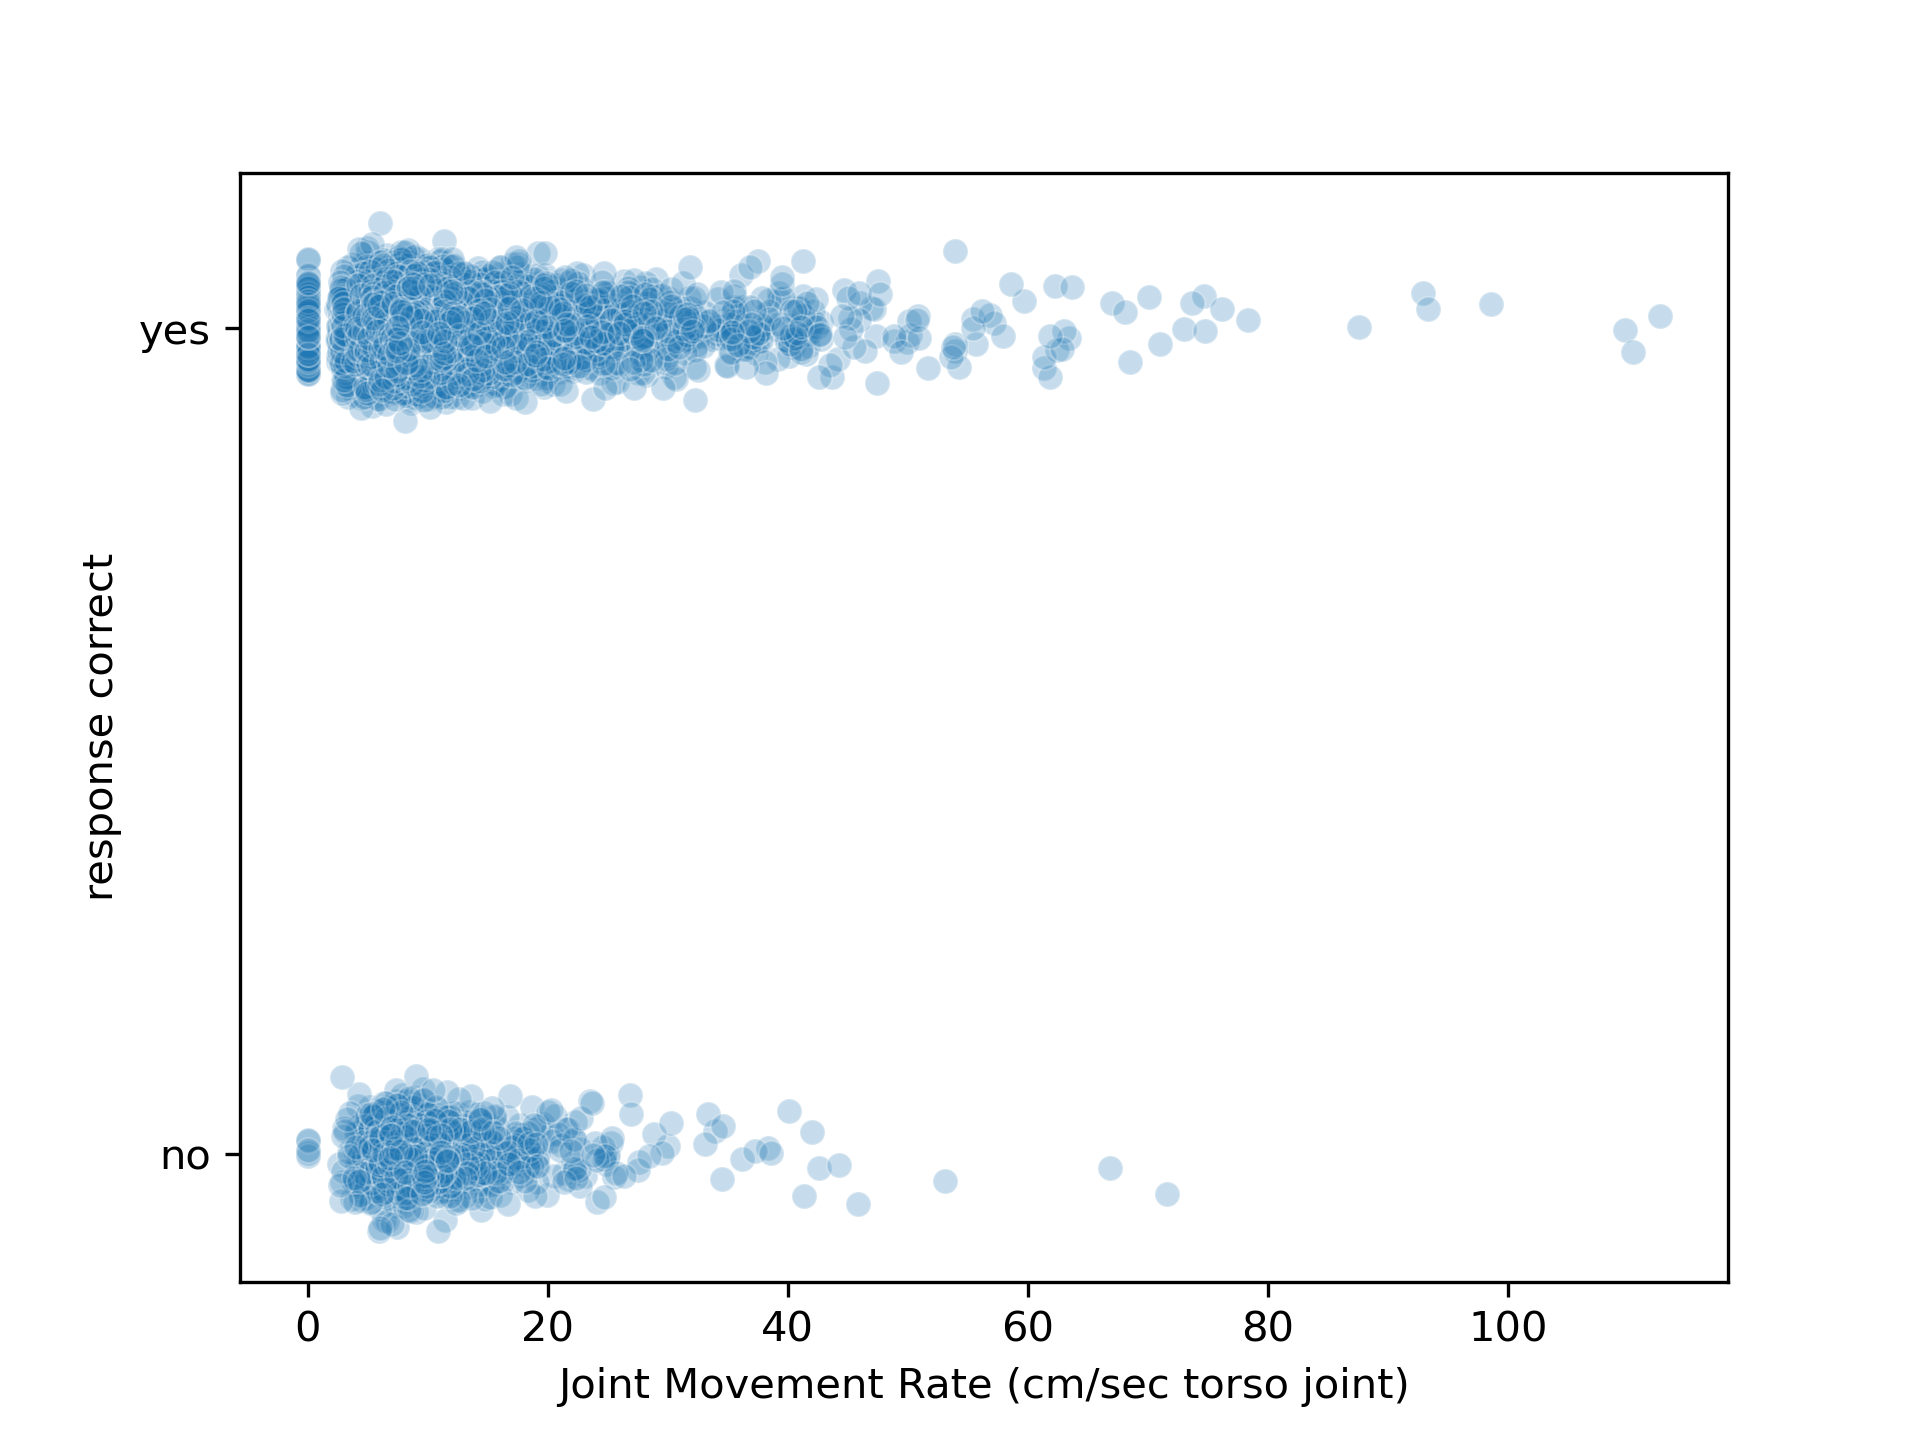 yes
response correct
no
0 20 40 60 80 100
Joint Movement Rate (cm/sec torso joint)